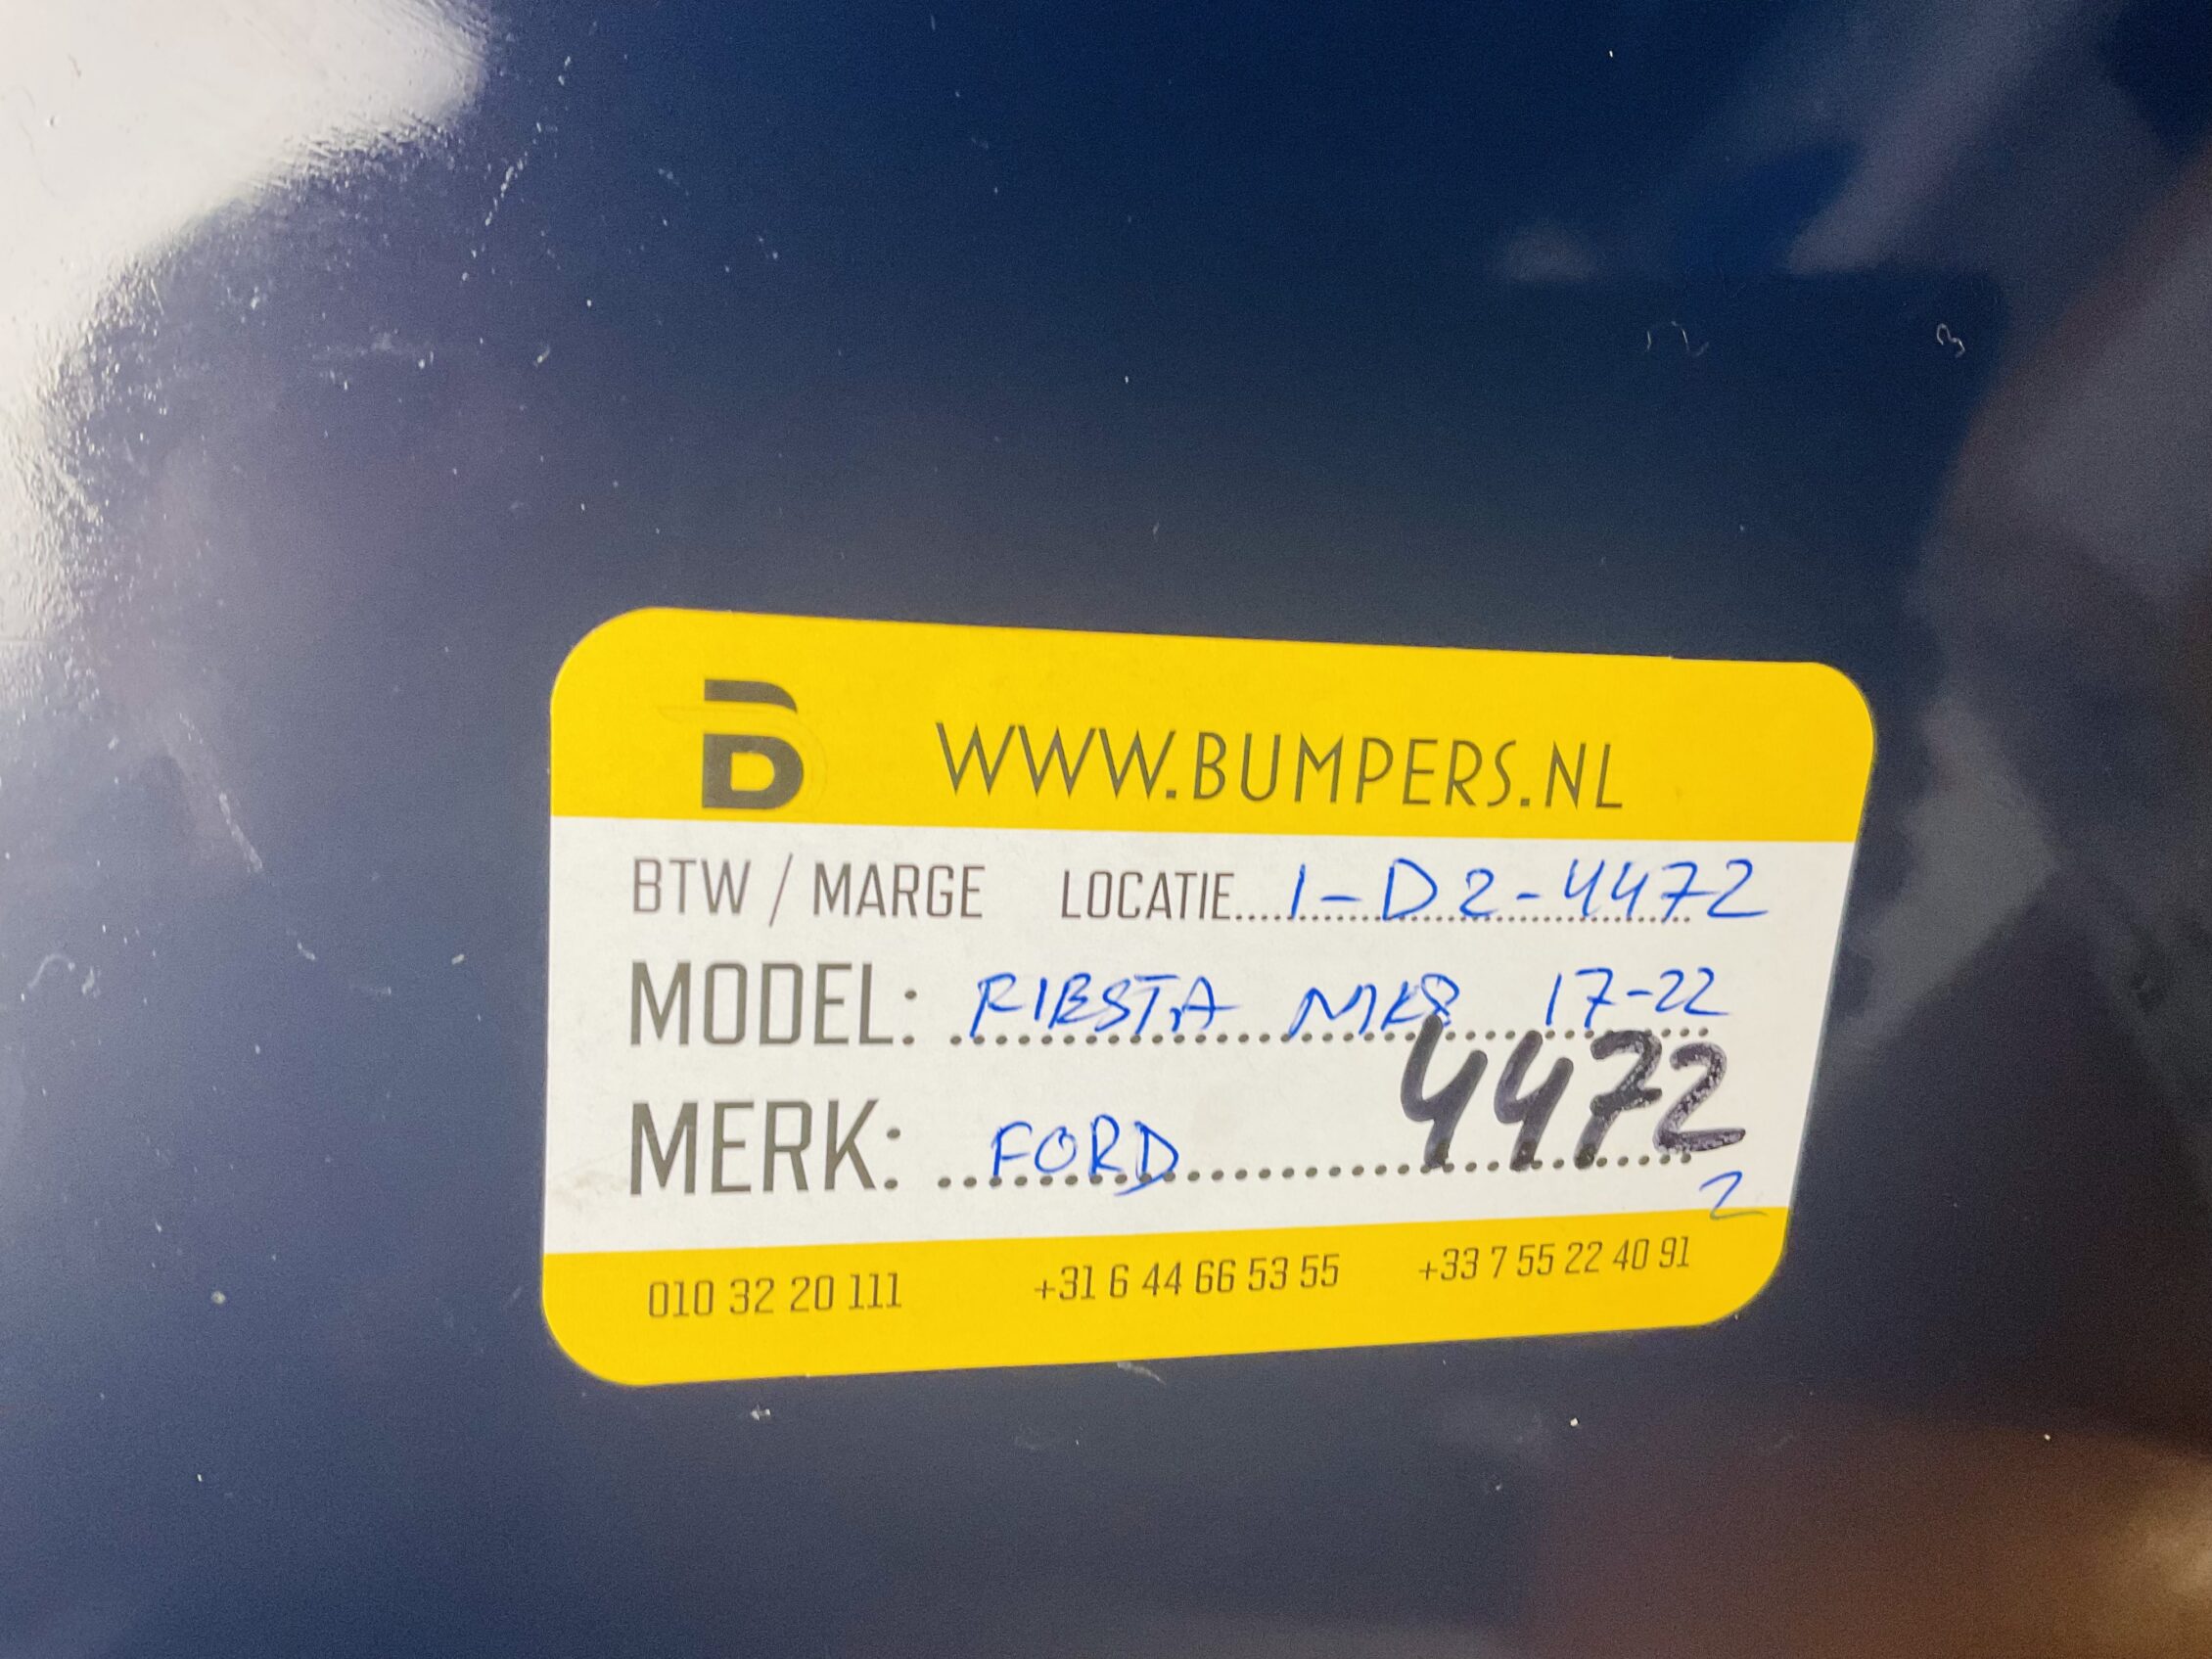 B WWW.BUMPERS.NL
BTW / MARGE LOCATIE....1-D2-4472
MODEL: FIESTA MK8 17-22
4472
MERK: FORD
2
010 32 20 111 +31 6 44 66 53 55 +33 7 55 22 40 91